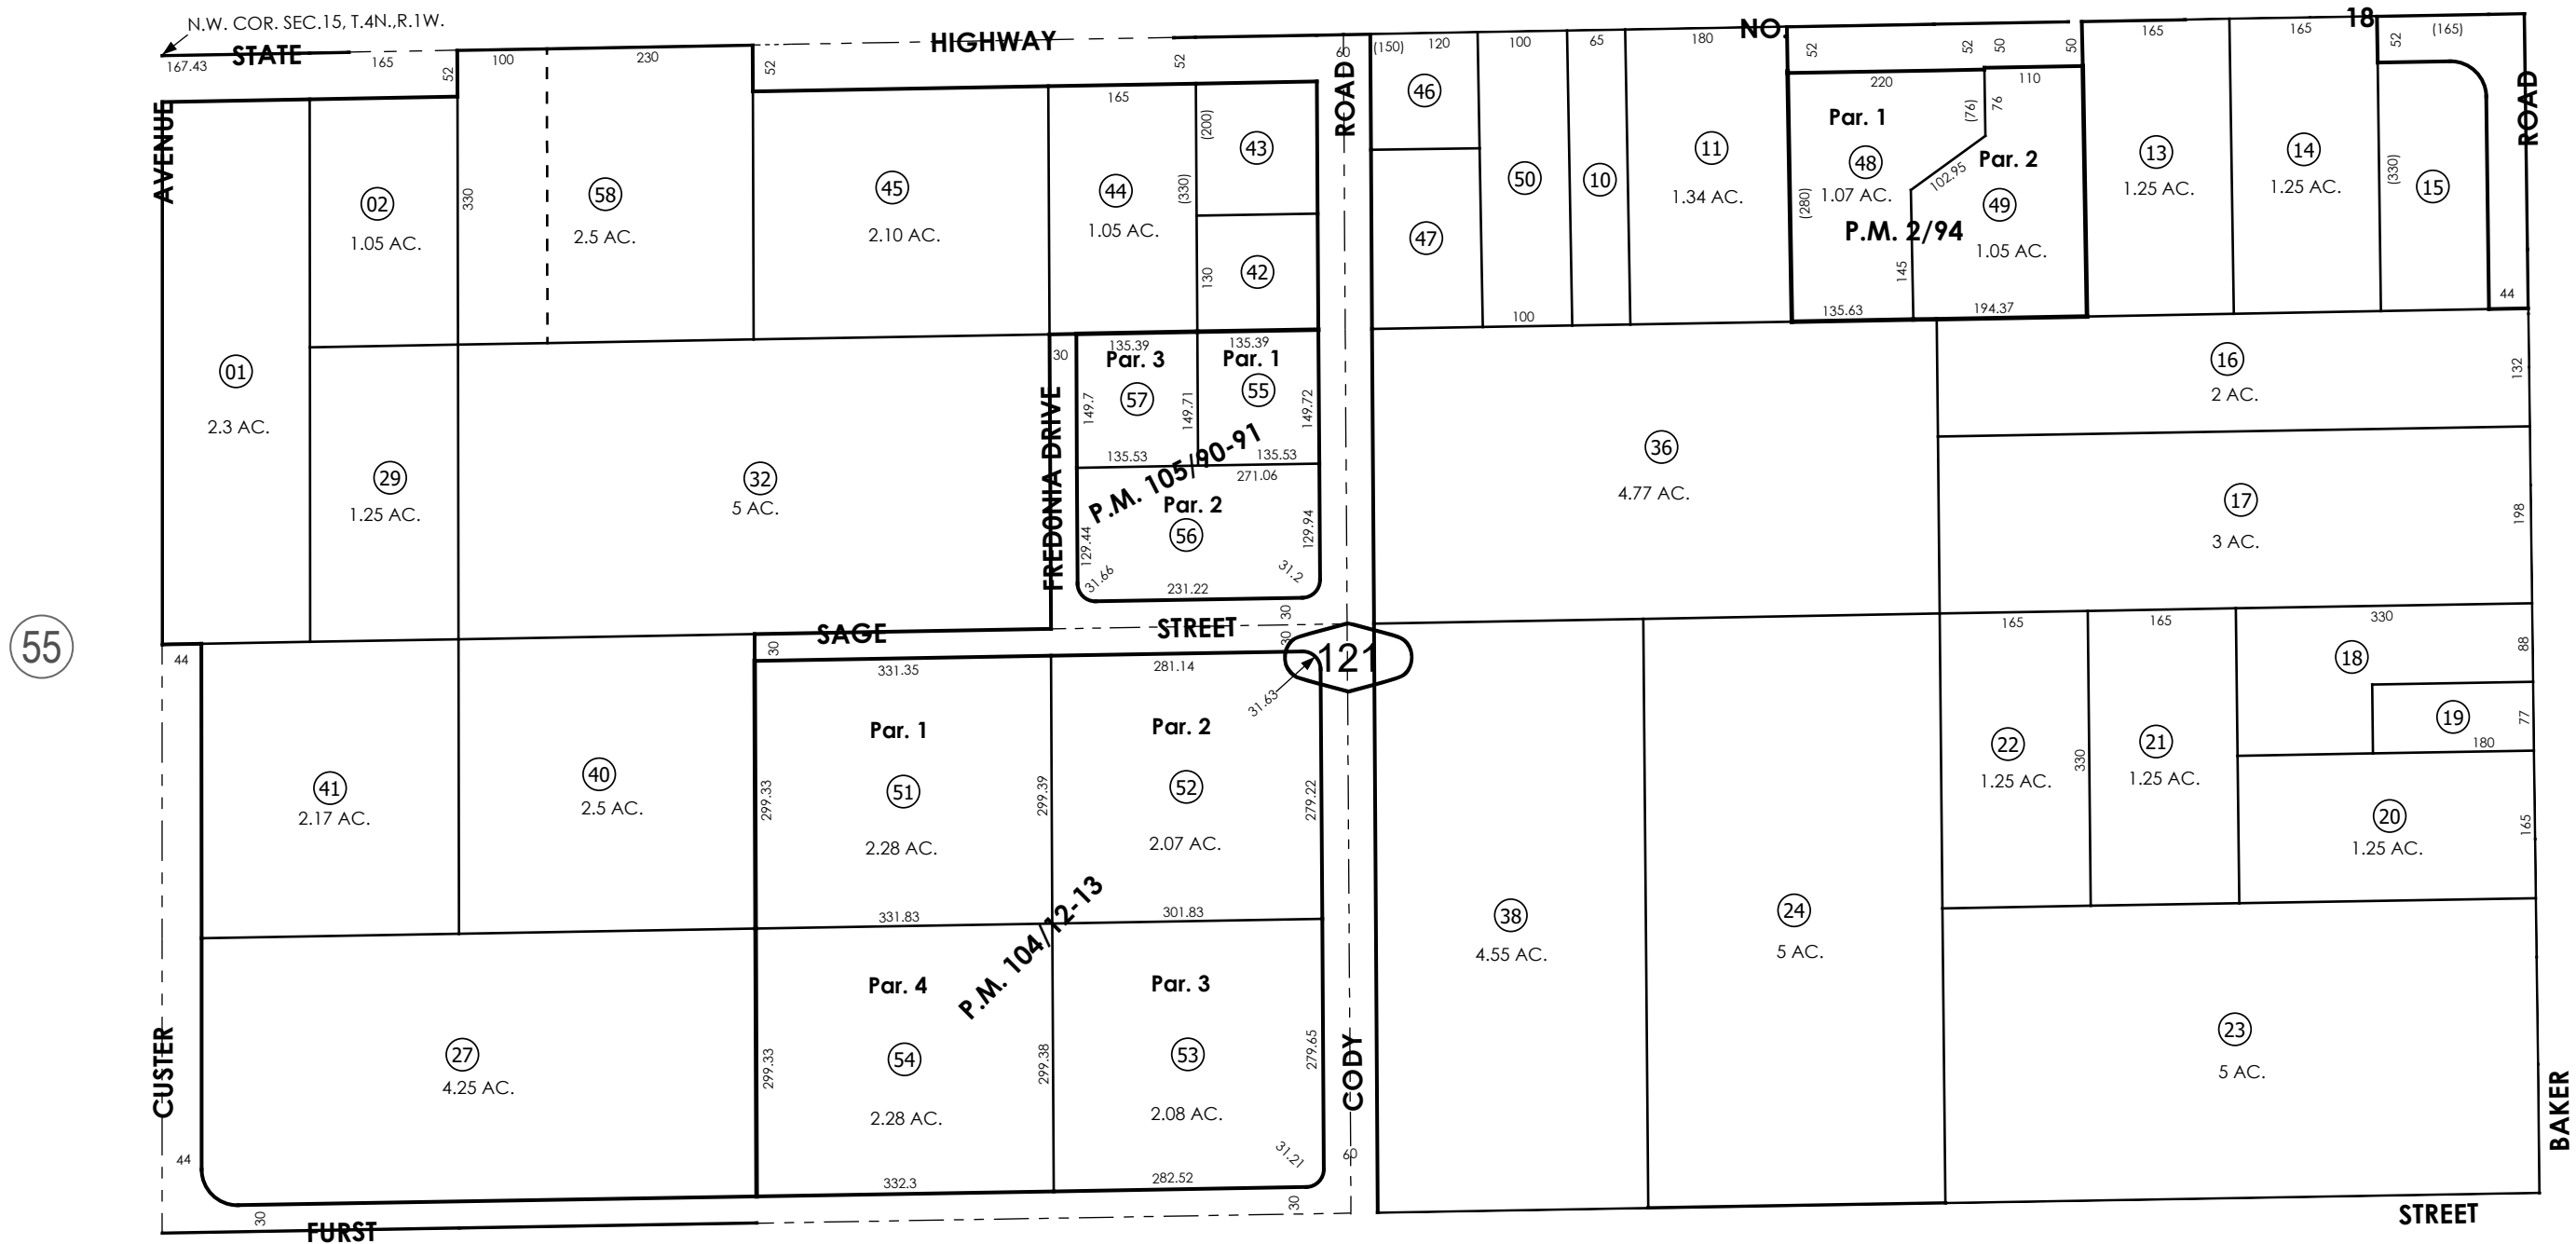 N.W. COR. SEC.15, T.4N.,R.1W.
STATE HIGHWAY NO. 18
167.43 165 52 100 230 52 52 60 (150) 120 100 65 180 52 52 50 50 165 165 52 (165)
AVENUE
ROAD
ROAD
01
2.3 AC.
02
1.05 AC.
330
58
2.5 AC.
45
2.10 AC.
165
44
1.05 AC.
(200)
(330)
43
130
42
46
47
50
100
10
11
1.34 AC.
220
Par. 1
48
1.07 AC.
(280)
P.M. 2/94
135.63
110
(76)
76
102.95
Par. 2
49
1.05 AC.
145
194.37
13
1.25 AC.
14
1.25 AC.
(330)
15
44
29
1.25 AC.
32
5 AC.
30
FREDONIA DRIVE
135.39
Par. 3
57
149.7
149.71
135.53
135.39
Par. 1
55
149.72
135.53
P.M. 105/90-91
271.06
Par. 2
56
129.44
129.94
31.66
31.2
231.22
36
4.77 AC.
16
2 AC.
132
17
3 AC.
198
55
SAGE STREET
30
30
30
121
44
331.35
281.14
31.63
41
2.17 AC.
40
2.5 AC.
Par. 1
51
2.28 AC.
299.33
299.39
331.83
Par. 2
52
2.07 AC.
279.22
301.83
P.M. 104/12-13
165
22
1.25 AC.
330
165
21
1.25 AC.
330
18
88
19
77
180
20
1.25 AC.
165
38
4.55 AC.
24
5 AC.
23
5 AC.
27
4.25 AC.
Par. 4
54
2.28 AC.
299.33
299.38
332.3
Par. 3
53
2.08 AC.
279.65
31.21
282.52
CUSTER
44
CODY
60
BAKER
30
30
FURST STREET